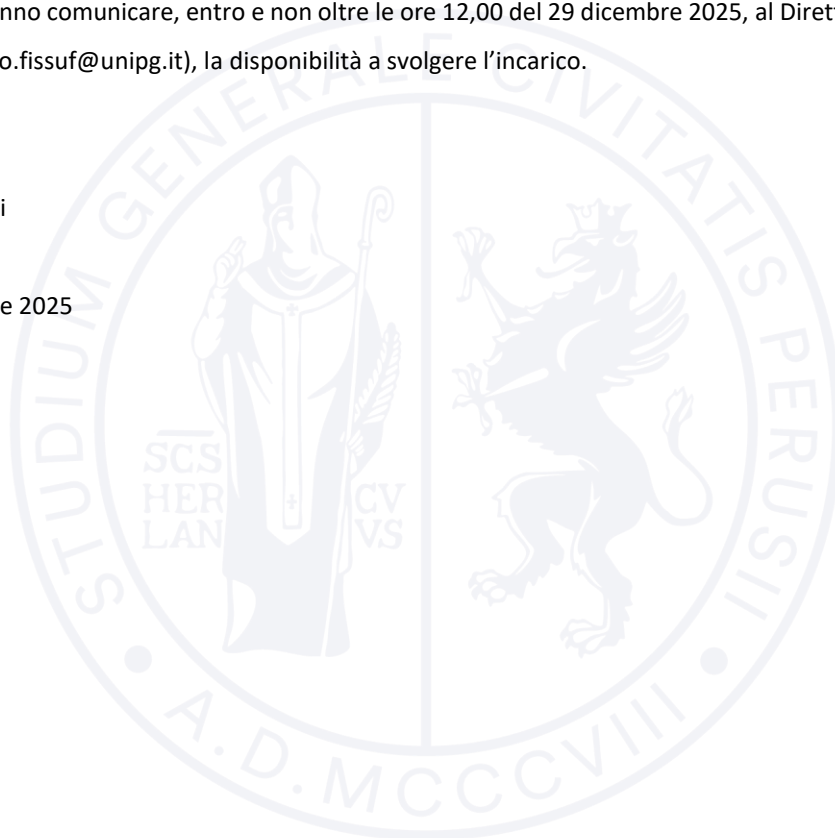 nno comunicare, entro e non oltre le ore 12,00 del 29 dicembre 2025, al Dirett
o.fissuf@unipg.it), la disponibilità a svolgere l’incarico.
i
e 2025
STUDIUM GENERALE CIVITATIS PERUSII
SCS
HER
LAN
CV
VS
A.D. MCCCVIII